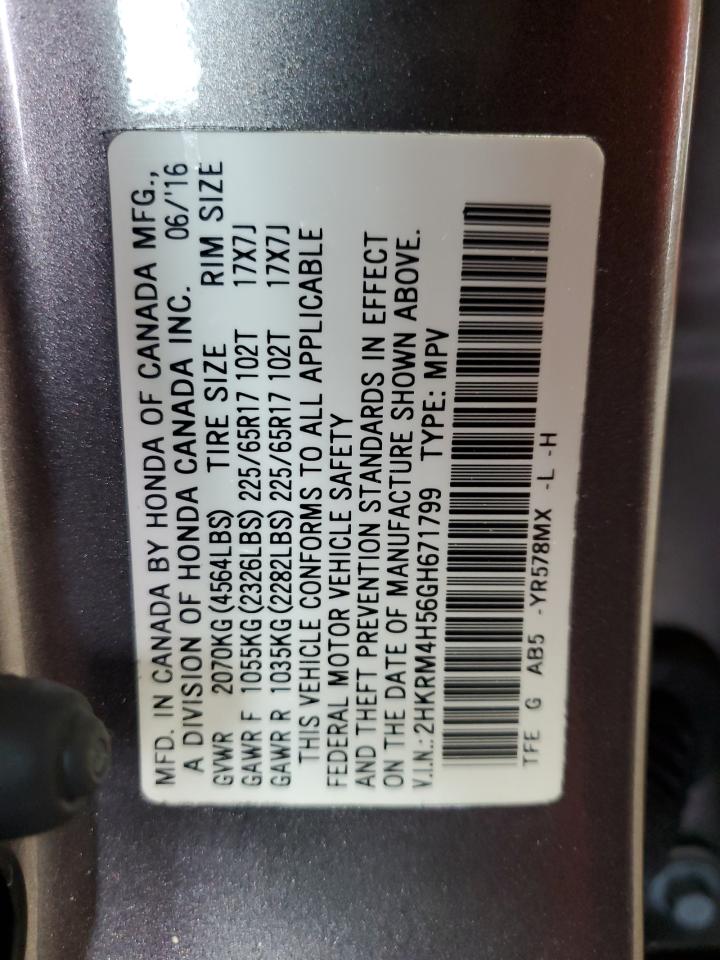 MFD. IN CANADA BY HONDA OF CANADA MFG.,
A DIVISION OF HONDA CANADA INC. 06/'16
GVWR 2070KG(4564LBS) TIRE SIZE RIM SIZE
GAWR F 1055KG(2326LBS) 225/65R17 102T 17X7J
GAWR R 1035KG(2282LBS) 225/65R17 102T 17X7J
THIS VEHICLE CONFORMS TO ALL APPLICABLE
FEDERAL MOTOR VEHICLE SAFETY
AND THEFT PREVENTION STANDARDS IN EFFECT
ON THE DATE OF MANUFACTURE SHOWN ABOVE.
V.I.N.:2HKRM4H56GH671799 TYPE: MPV
TFE G AB5 -YR578MX -L -H